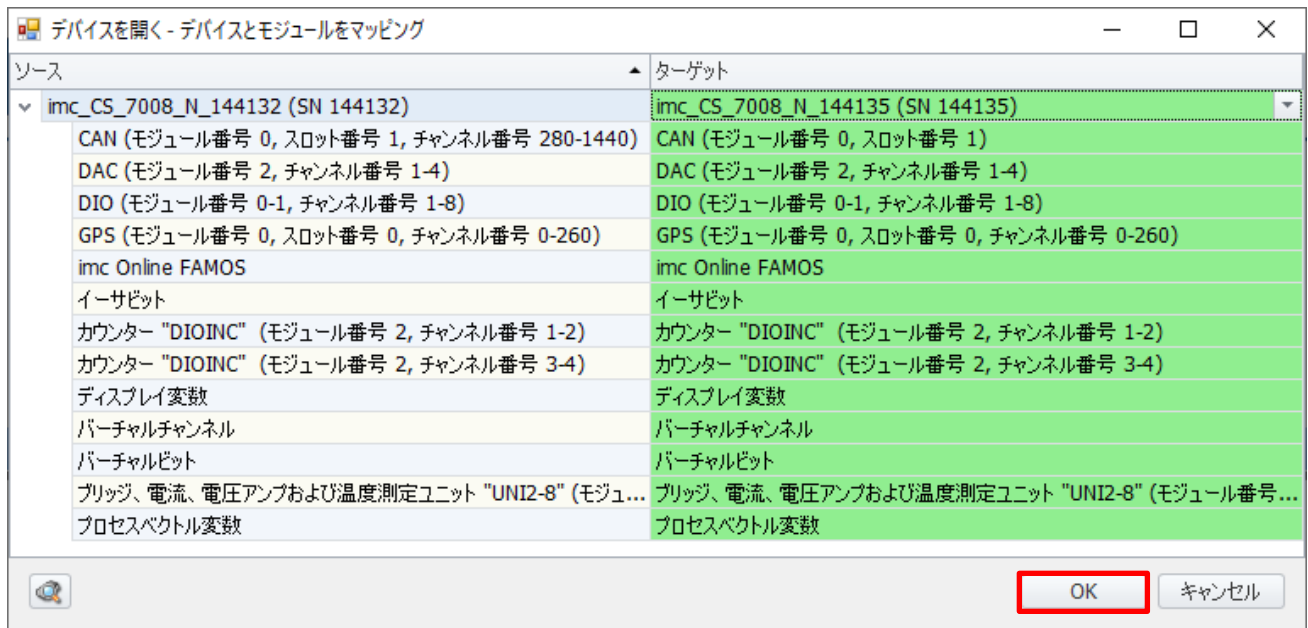 デバイスを開く - デバイスとモジュールをマッピング
ソース ターゲット
imc_CS_7008_N_144132 (SN 144132) imc_CS_7008_N_144135 (SN 144135)
CAN (モジュール番号 0, スロット番号 1, チャンネル番号 280-1440) CAN (モジュール番号 0, スロット番号 1)
DAC (モジュール番号 2, チャンネル番号 1-4) DAC (モジュール番号 2, チャンネル番号 1-4)
DIO (モジュール番号 0-1, チャンネル番号 1-8) DIO (モジュール番号 0-1, チャンネル番号 1-8)
GPS (モジュール番号 0, スロット番号 0, チャンネル番号 0-260) GPS (モジュール番号 0, スロット番号 0, チャンネル番号 0-260)
imc Online FAMOS imc Online FAMOS
イーサビット イーサビット
カウンター "DIOINC" (モジュール番号 2, チャンネル番号 1-2) カウンター "DIOINC" (モジュール番号 2, チャンネル番号 1-2)
カウンター "DIOINC" (モジュール番号 2, チャンネル番号 3-4) カウンター "DIOINC" (モジュール番号 2, チャンネル番号 3-4)
ディスプレイ変数 ディスプレイ変数
バーチャルチャンネル バーチャルチャンネル
バーチャルビット バーチャルビット
ブリッジ、電流、電圧アンプおよび温度測定ユニット "UNI2-8" (モジュ... ブリッジ、電流、電圧アンプおよび温度測定ユニット "UNI2-8" (モジュール番号...
プロセスベクトル変数 プロセスベクトル変数
OK キャンセル